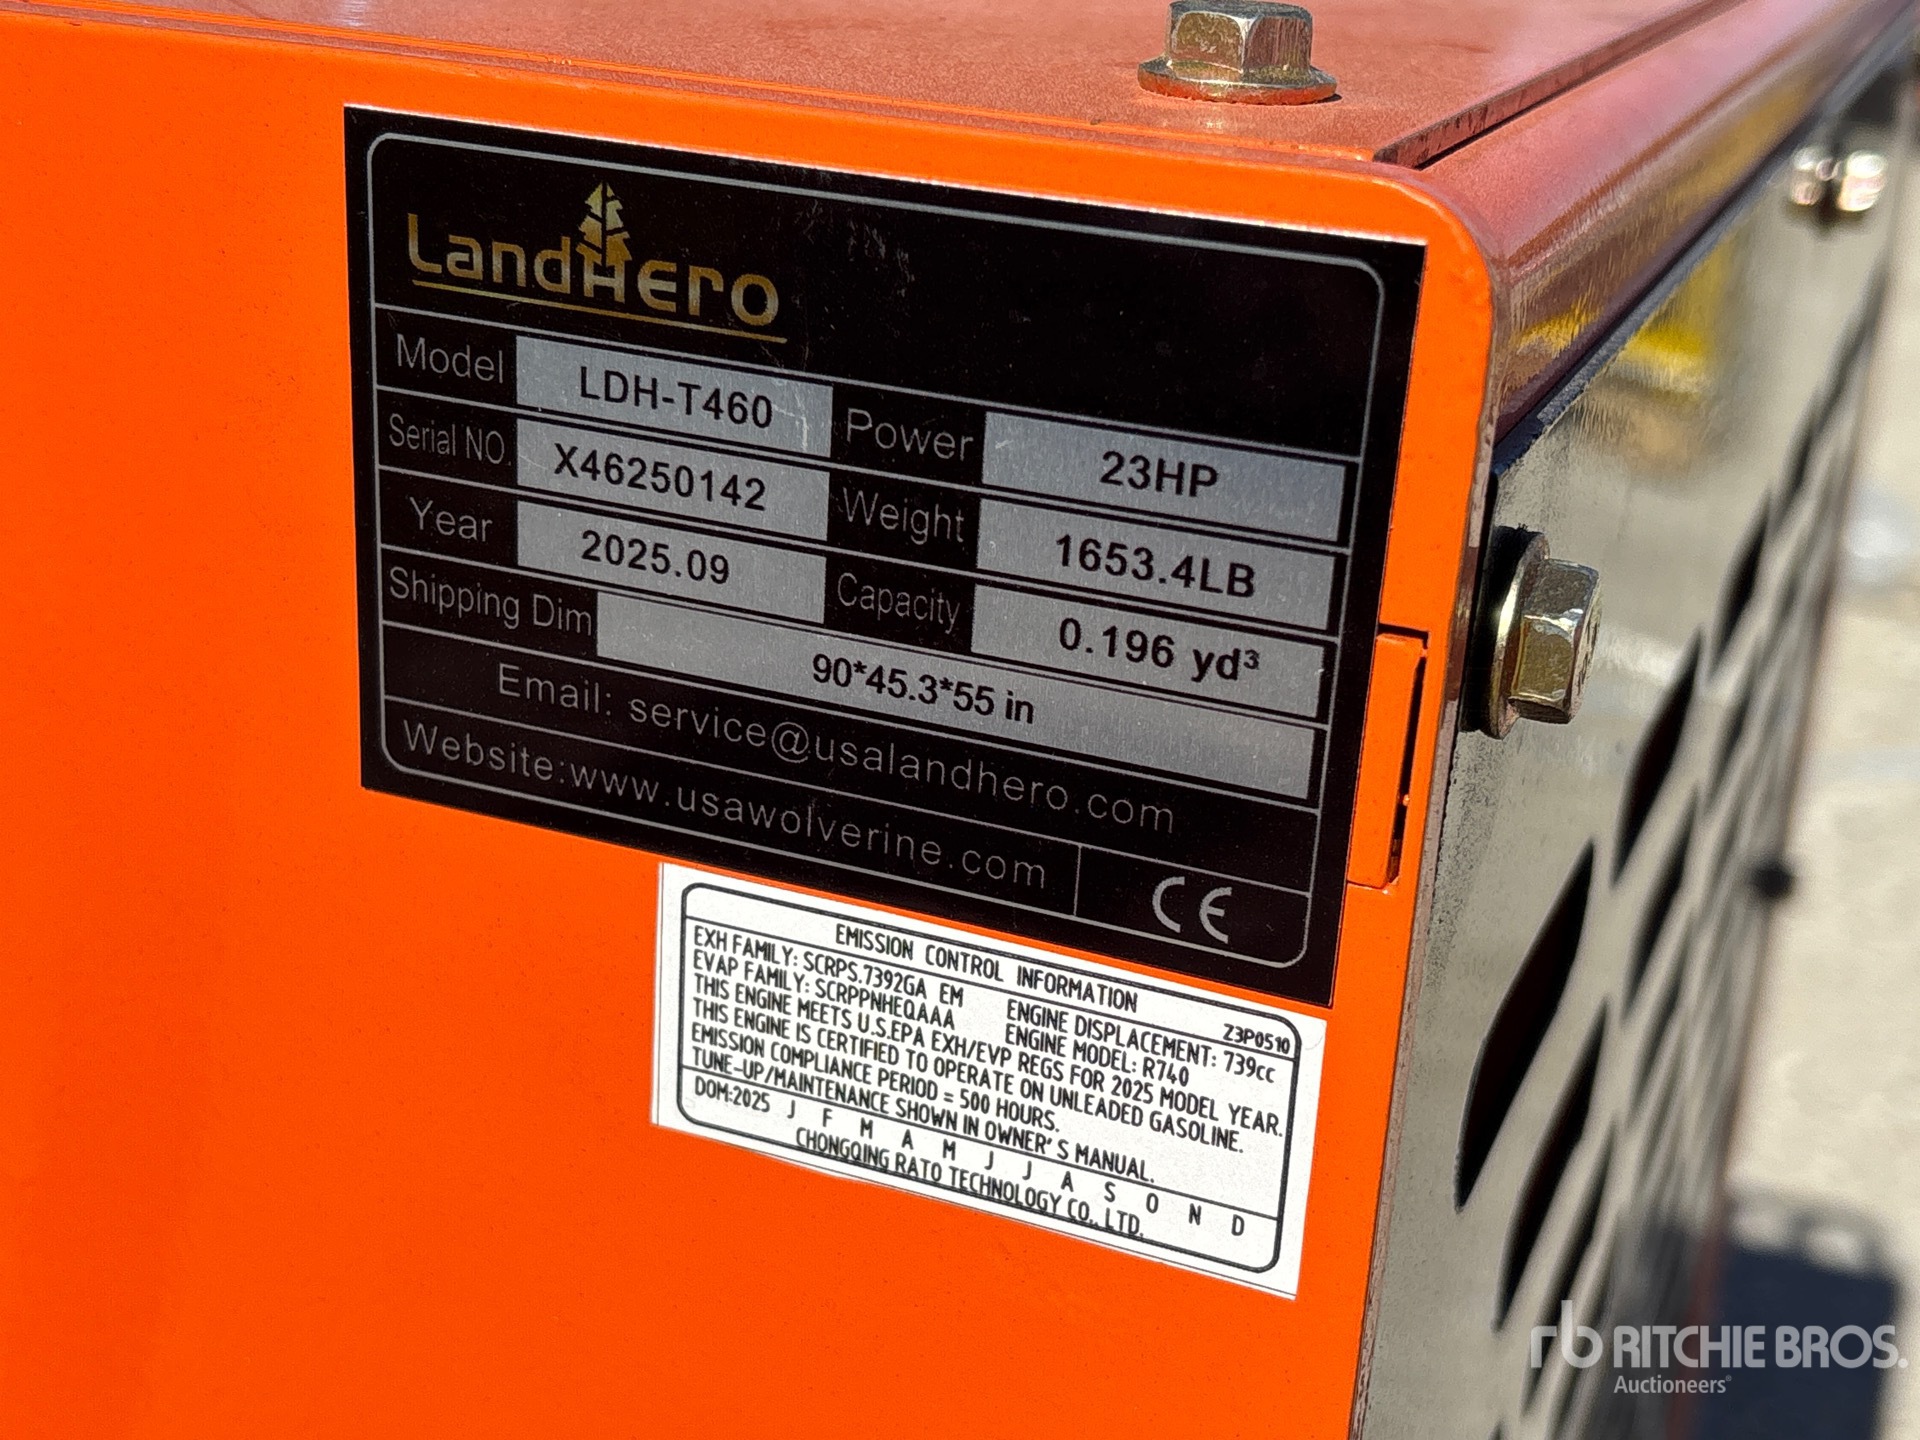 LandHero
Model LDH-T460 Power 23HP
Serial NO. X46250142 Weight 1653.4LB
Year 2025.09 Capacity 0.196 yd³
Shipping Dim 90*45.3*55 in
Email: service@usalandhero.com
Website:www.usawolverine.com CE
EMISSION CONTROL INFORMATION
Z3P0510
EXH FAMILY: SCRPS.7392GA EM ENGINE DISPLACEMENT: 739cc
EVAP FAMILY: SCRPPNHEQAAA ENGINE MODEL: R740
THIS ENGINE MEETS U.S.EPA EXH/EVP REGS FOR 2025 MODEL YEAR.
THIS ENGINE IS CERTIFIED TO OPERATE ON UNLEADED GASOLINE.
EMISSION COMPLIANCE PERIOD = 500 HOURS.
TUNE-UP/MAINTENANCE SHOWN IN OWNER'S MANUAL.
DOM:2025 J F M A M J J A S O N D
CHONGQING RATO TECHNOLOGY CO., LTD.
rb RITCHIE BROS.
Auctioneers®